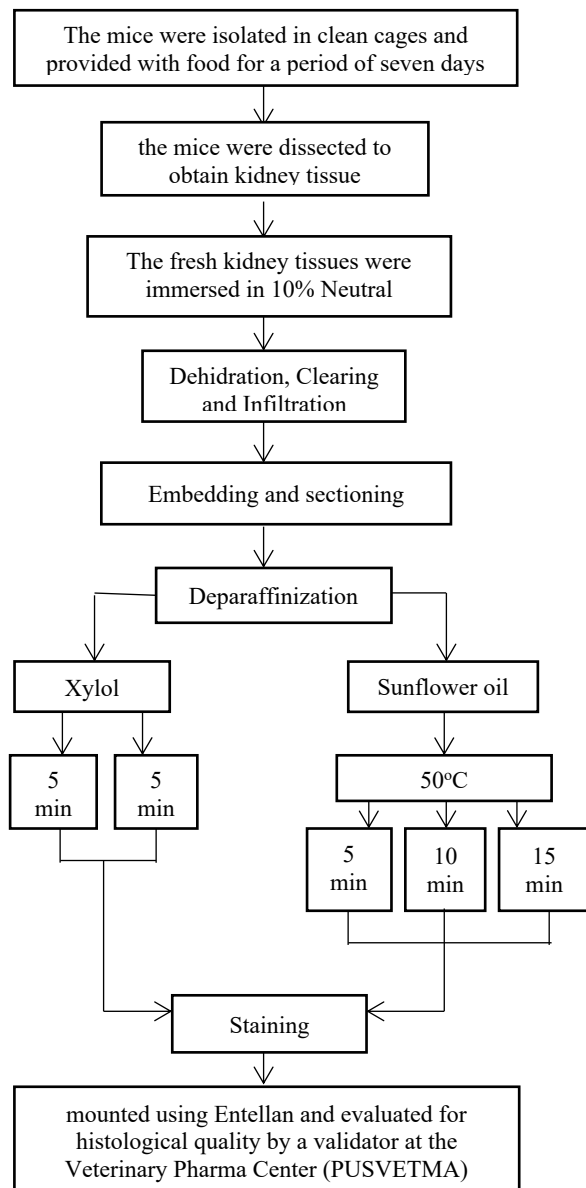 The mice were isolated in clean cages and
provided with food for a period of seven days
the mice were dissected to
obtain kidney tissue
The fresh kidney tissues were
immersed in 10% Neutral
Dehidration, Clearing
and Infiltration
Embedding and sectioning
Deparaffinization
Xylol
Sunflower oil
5
min
5
min
50°C
5
min
10
min
15
min
Staining
mounted using Entellan and evaluated for
histological quality by a validator at the
Veterinary Pharma Center (PUSVETMA)